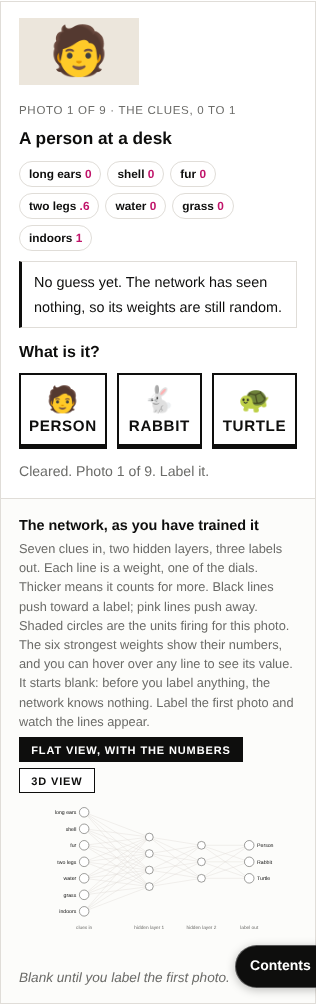 PHOTO 1 OF 9 · THE CLUES, 0 TO 1
A person at a desk
long ears 0 shell 0 fur 0
two legs .6 water 0 grass 0
indoors 1
No guess yet. The network has seen
nothing, so its weights are still random.
What is it?
PERSON RABBIT TURTLE
Cleared. Photo 1 of 9. Label it.
The network, as you have trained it
Seven clues in, two hidden layers, three labels
out. Each line is a weight, one of the dials.
Thicker means it counts for more. Black lines
push toward a label; pink lines push away.
Shaded circles are the units firing for this photo.
The six strongest weights show their numbers,
and you can hover over any line to see its value.
It starts blank: before you label anything, the
network knows nothing. Label the first photo and
watch the lines appear.
FLAT VIEW, WITH THE NUMBERS
3D VIEW
long ears
shell
fur
two legs
water
grass
indoors
Person
Rabbit
Turtle
clues in hidden layer 1 hidden layer 2 label out
Blank until you label the first photo.
Contents